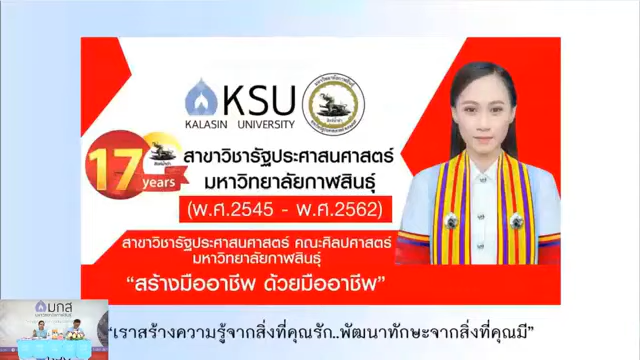 KSU
KALASIN UNIVERSITY
17
years
สาขาวิชารัฐประศาสนศาสตร์
มหาวิทยาลัยกาฬสินธุ์
(พ.ศ.2545 - พ.ศ.2562)
สาขาวิชารัฐประศาสนศาสตร์ คณะศิลปศาสตร์
มหาวิทยาลัยกาฬสินธุ์
“สร้างมืออาชีพ ด้วยมืออาชีพ”
มกส
“เราสร้างความรู้จากสิ่งที่คุณรัก..พัฒนาทักษะจากสิ่งที่คุณมี”